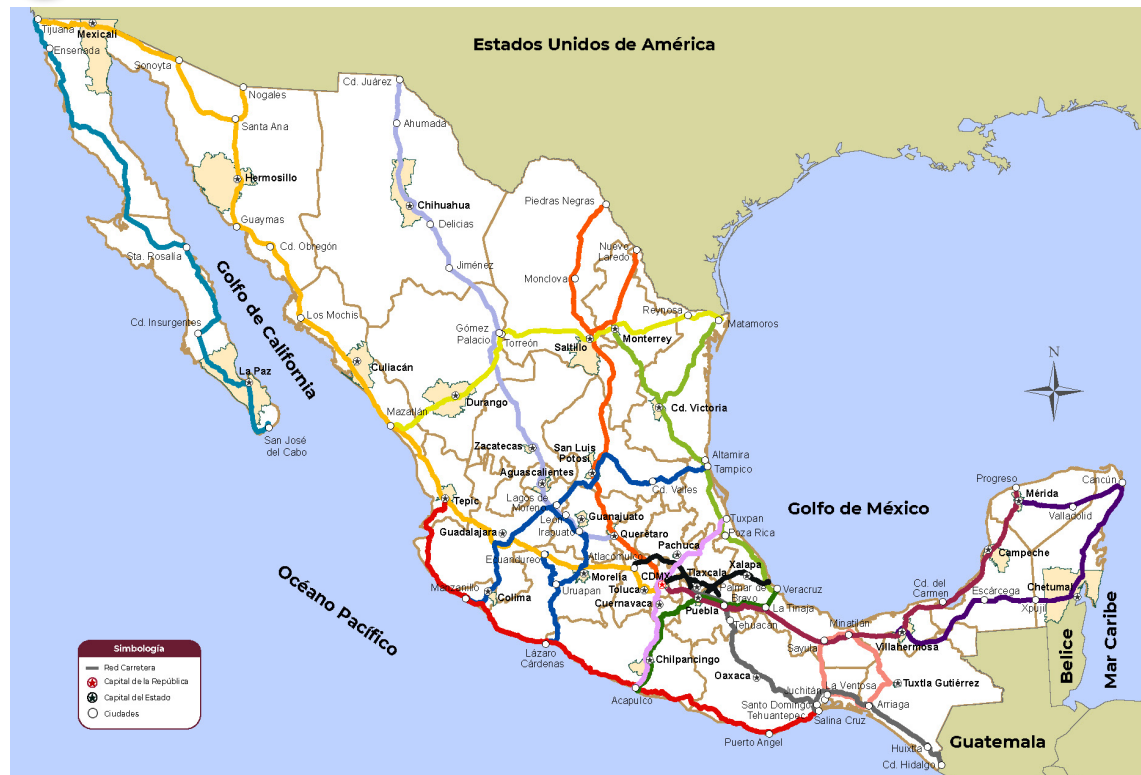 Estados Unidos de América
Tijuana
Mexicali
Ensenada
Sonoyta
Nogales
Cd. Juárez
Santa Ana
Ahumada
Hermosillo
Chihuahua
Delicias
Piedras Negras
Guaymas
Cd. Obregón
Nuevo
Laredo
Sta. Rosalía
Jiménez
Monclova
Golfo de California
Cd. Insurgentes
Los Mochis
Gómez
Palacio
Torreón
Reynosa
Matamoros
Saltillo
Monterrey
La Paz
Culiacán
N
Durango
Cd. Victoria
Mazatlán
San José
del Cabo
Zacatecas
San Luis
Potosí
Altamira
Tampico
Aguascalientes
Cd. Valles
Progreso
Mérida
Cancún
Tepic
Lagos de
Moreno
León
Guanajuato
Golfo de México
Valladolid
Guadalajara
Irapuato
Querétaro
Tuxpan
Poza Rica
Pachuca
Ecuandureo
Atlacomulco
Campeche
Océano Pacífico
Manzanillo
Colima
Uruapan
Morelia
CDMX
Tlaxcala
Xalapa
Toluca
Palmar de
Bravo
Veracruz
Cd. del
Carmen
Escárcega
Xpujil
Chetumal
Cuernavaca
Puebla
La Tinaja
Tehuacán
Minatilán
Sayula
Villahermosa
Belice
Mar Caribe
Lázaro
Cárdenas
Chilpancingo
Oaxaca
Juchitán
La Ventosa
Tuxtla Gutiérrez
Acapulco
Santo Domingo
Tehuantepec
Salina Cruz
Arriaga
Puerto Angel
Huixtla
Cd. Hidalgo
Guatemala
Simbología
Red Carretera
Capital de la República
Capital del Estado
Ciudades